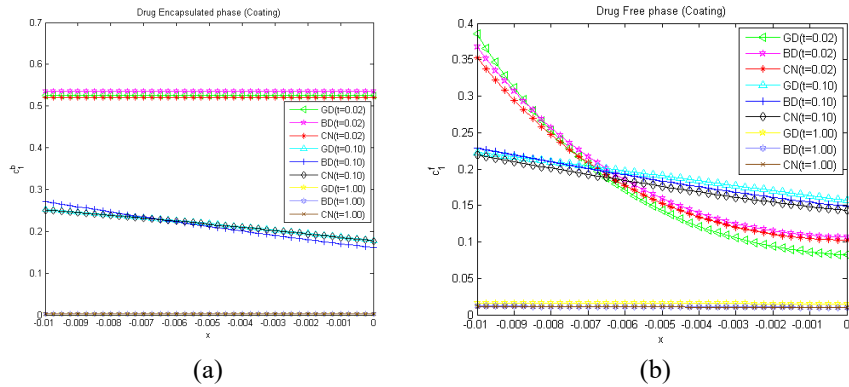 Drug Encapsulated phase (Coating)
0.7
0.6
0.5
0.4
0.3
0.2
0.1
0
c₁ᵇ
GD(t=0.02)
BD(t=0.02)
CN(t=0.02)
GD(t=0.10)
BD(t=0.10)
CN(t=0.10)
GD(t=1.00)
BD(t=1.00)
CN(t=1.00)
-0.01 -0.009 -0.008 -0.007 -0.006 -0.005 -0.004 -0.003 -0.002 -0.001 0
x
(a)
Drug Free phase (Coating)
0.4
0.35
0.3
0.25
0.2
0.15
0.1
0.05
0
c₁ᶠ
GD(t=0.02)
BD(t=0.02)
CN(t=0.02)
GD(t=0.10)
BD(t=0.10)
CN(t=0.10)
GD(t=1.00)
BD(t=1.00)
CN(t=1.00)
-0.01 -0.009 -0.008 -0.007 -0.006 -0.005 -0.004 -0.003 -0.002 -0.001 0
x
(b)